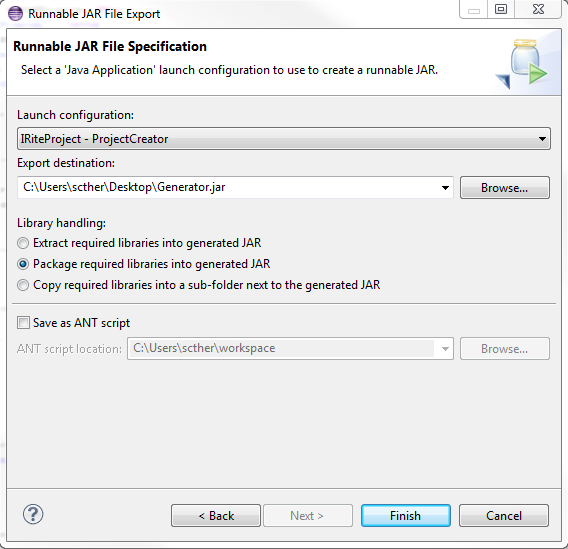 Runnable JAR File Export
Runnable JAR File Specification
Select a 'Java Application' launch configuration to use to create a runnable JAR.
Launch configuration:
IRiteProject - ProjectCreator
Export destination:
C:\Users\scther\Desktop\Generator.jar
Browse...
Library handling:
Extract required libraries into generated JAR
Package required libraries into generated JAR
Copy required libraries into a sub-folder next to the generated JAR
Save as ANT script
ANT script location:
C:\Users\scther\workspace
Browse...
?
< Back
Next >
Finish
Cancel